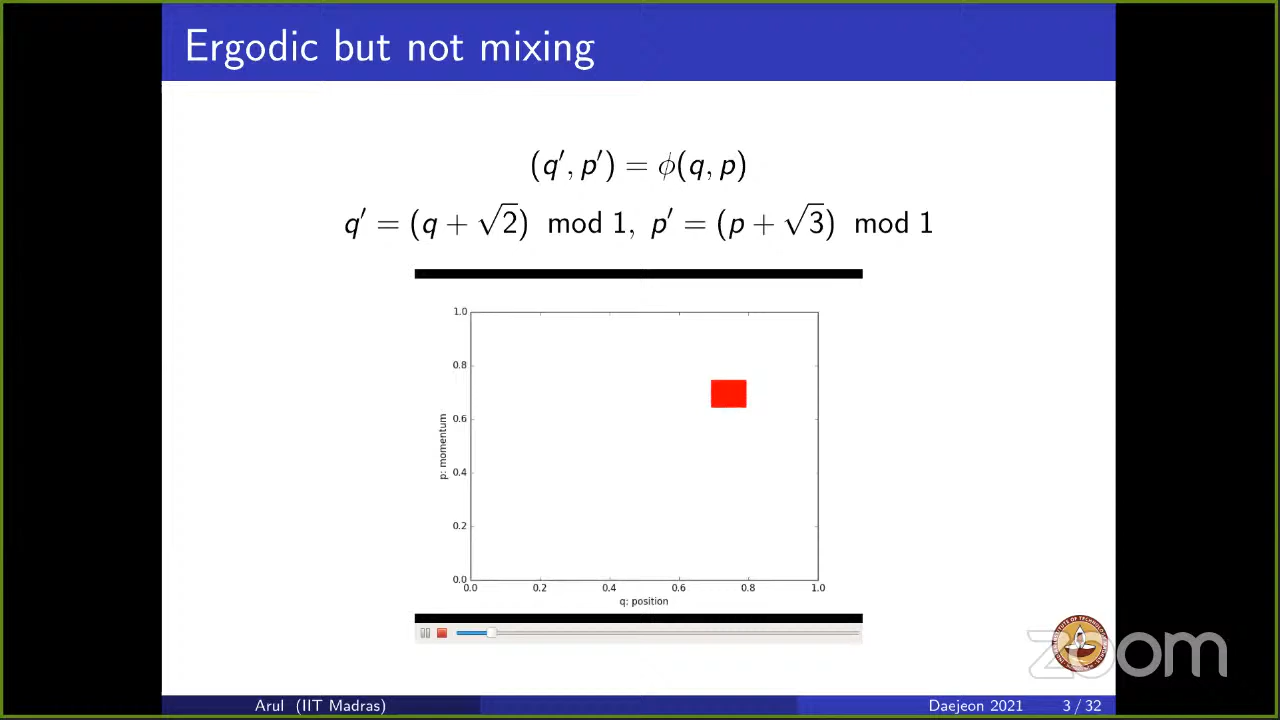 Ergodic but not mixing
(q′, p′) = ϕ(q, p)
q′ = (q + √2) mod 1, p′ = (p + √3) mod 1
1.0
0.8
0.6
0.4
0.2
0.0
p: momentum
0.0 0.2 0.4 0.6 0.8 1.0
q: position
zoom
Arul (IIT Madras) Daejeon 2021 3 / 32